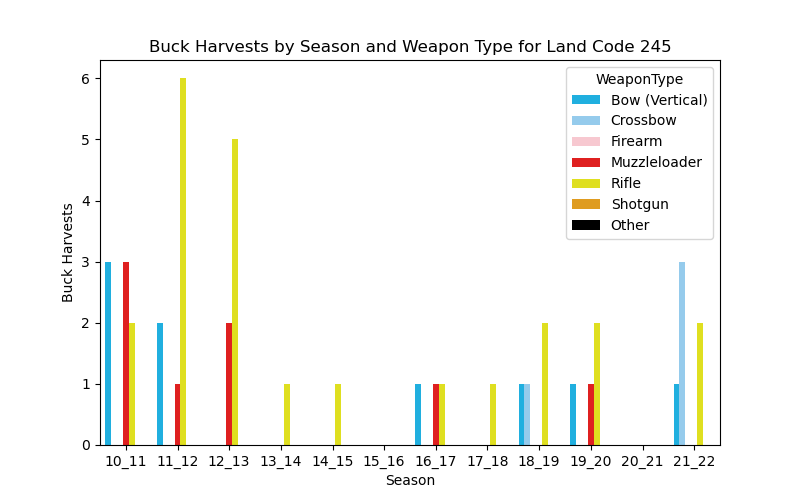 Buck Harvests by Season and Weapon Type for Land Code 245
WeaponType
Bow (Vertical)
Crossbow
Firearm
Muzzleloader
Rifle
Shotgun
Other
Buck Harvests
6
5
4
3
2
1
0
10_11 11_12 12_13 13_14 14_15 15_16 16_17 17_18 18_19 19_20 20_21 21_22
Season